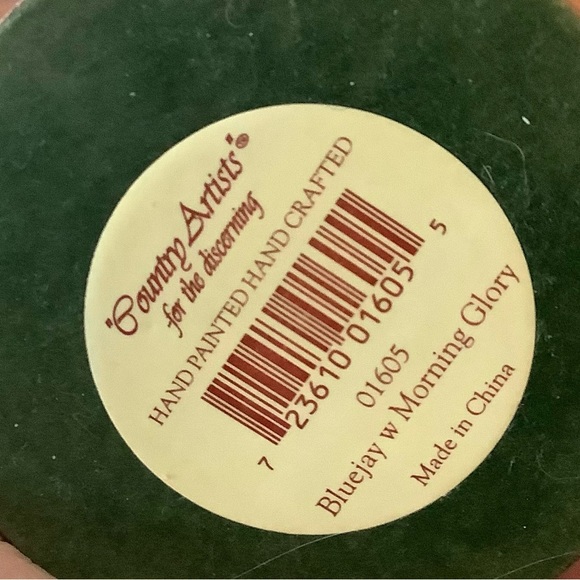 "Country Artists"®
for the discerning
HAND PAINTED HAND CRAFTED
7 23610 01605 5
01605
Bluejay w Morning Glory
Made in China